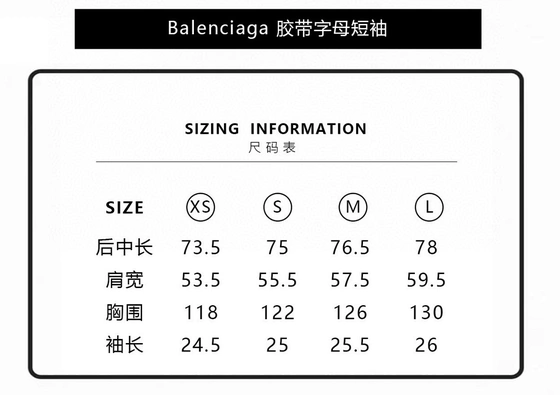 Balenciaga 胶带字母短袖
SIZING INFORMATION
尺码表
SIZE XS S M L
后中长 73.5 75 76.5 78
肩宽 53.5 55.5 57.5 59.5
胸围 118 122 126 130
袖长 24.5 25 25.5 26